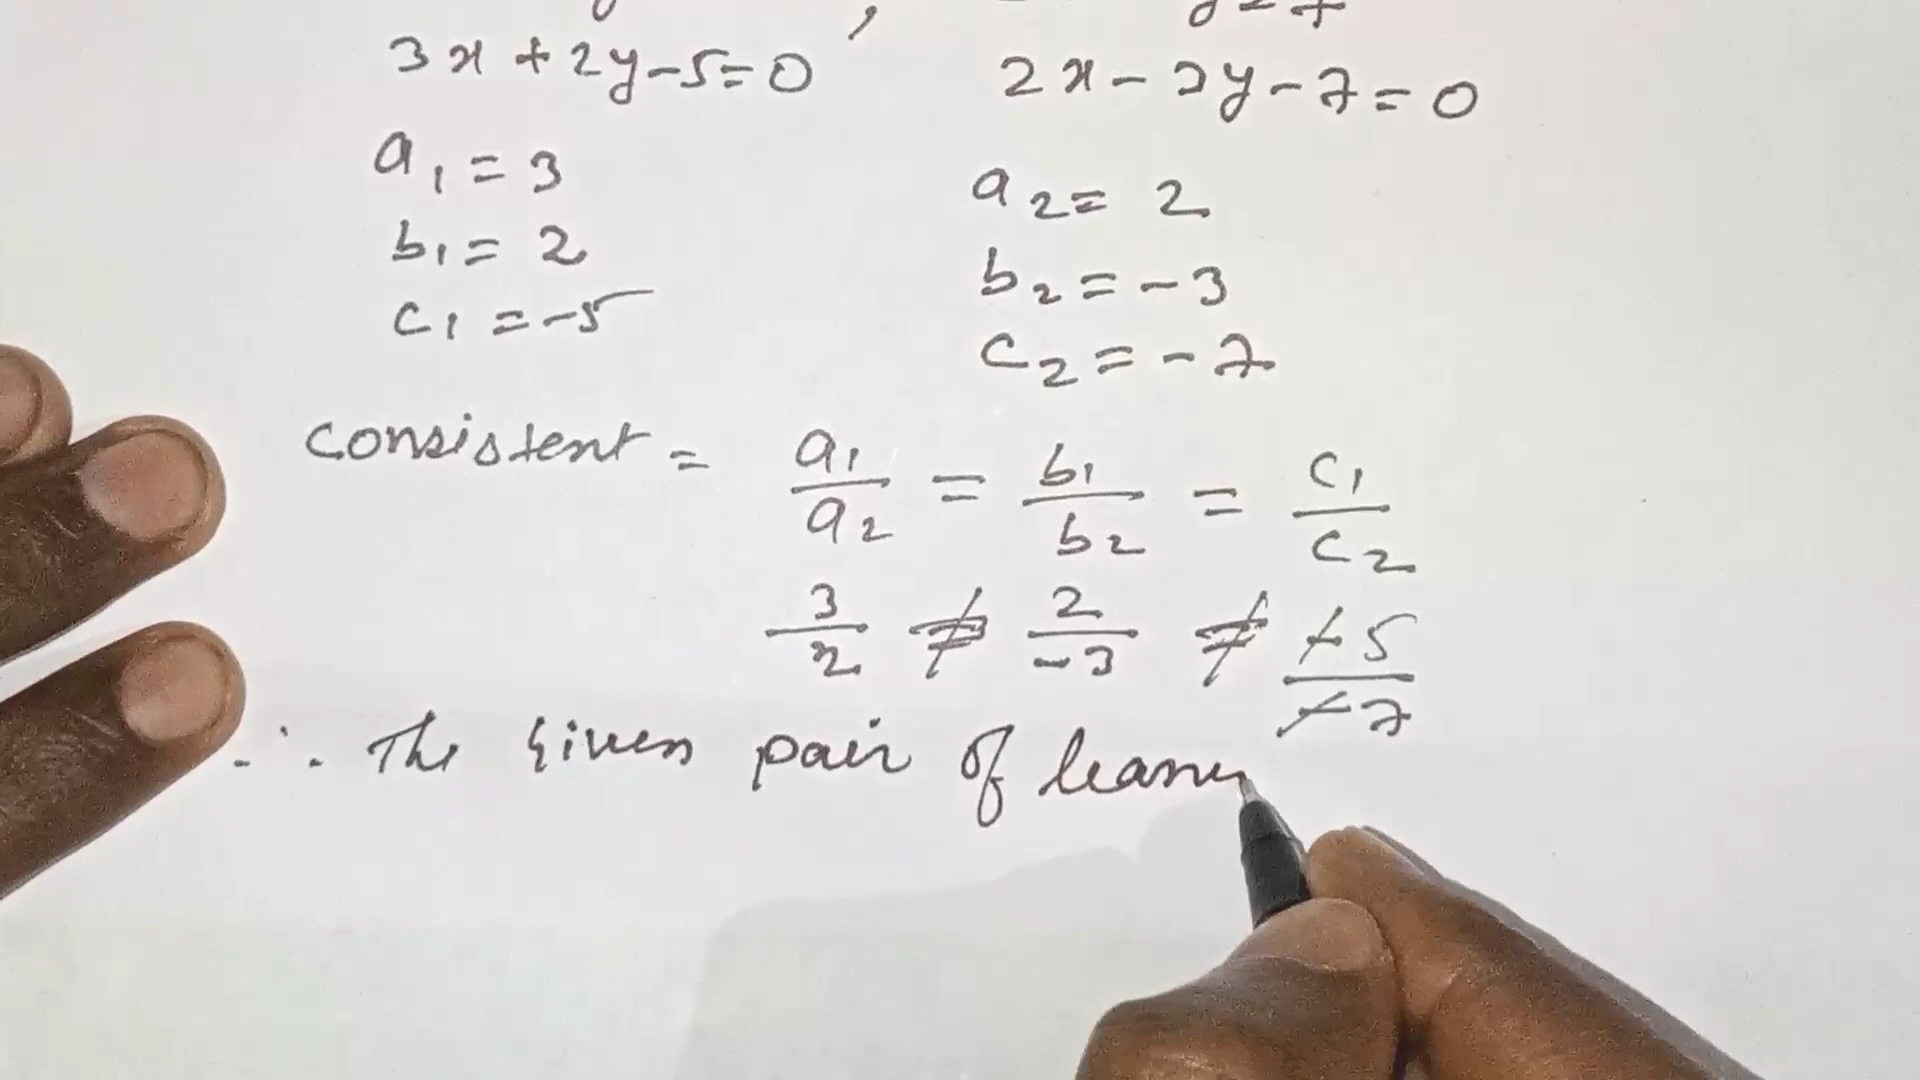 3x + 2y - 5 = 0 , 2x - 3y - 7 = 0
a1 = 3 a2 = 2
b1 = 2 b2 = -3
c1 = -5 c2 = -7
consistent = a1/a2 = b1/b2 = c1/c2
3/2 ≠ 2/-3 ≠ -5/-7
∴ The given pair of